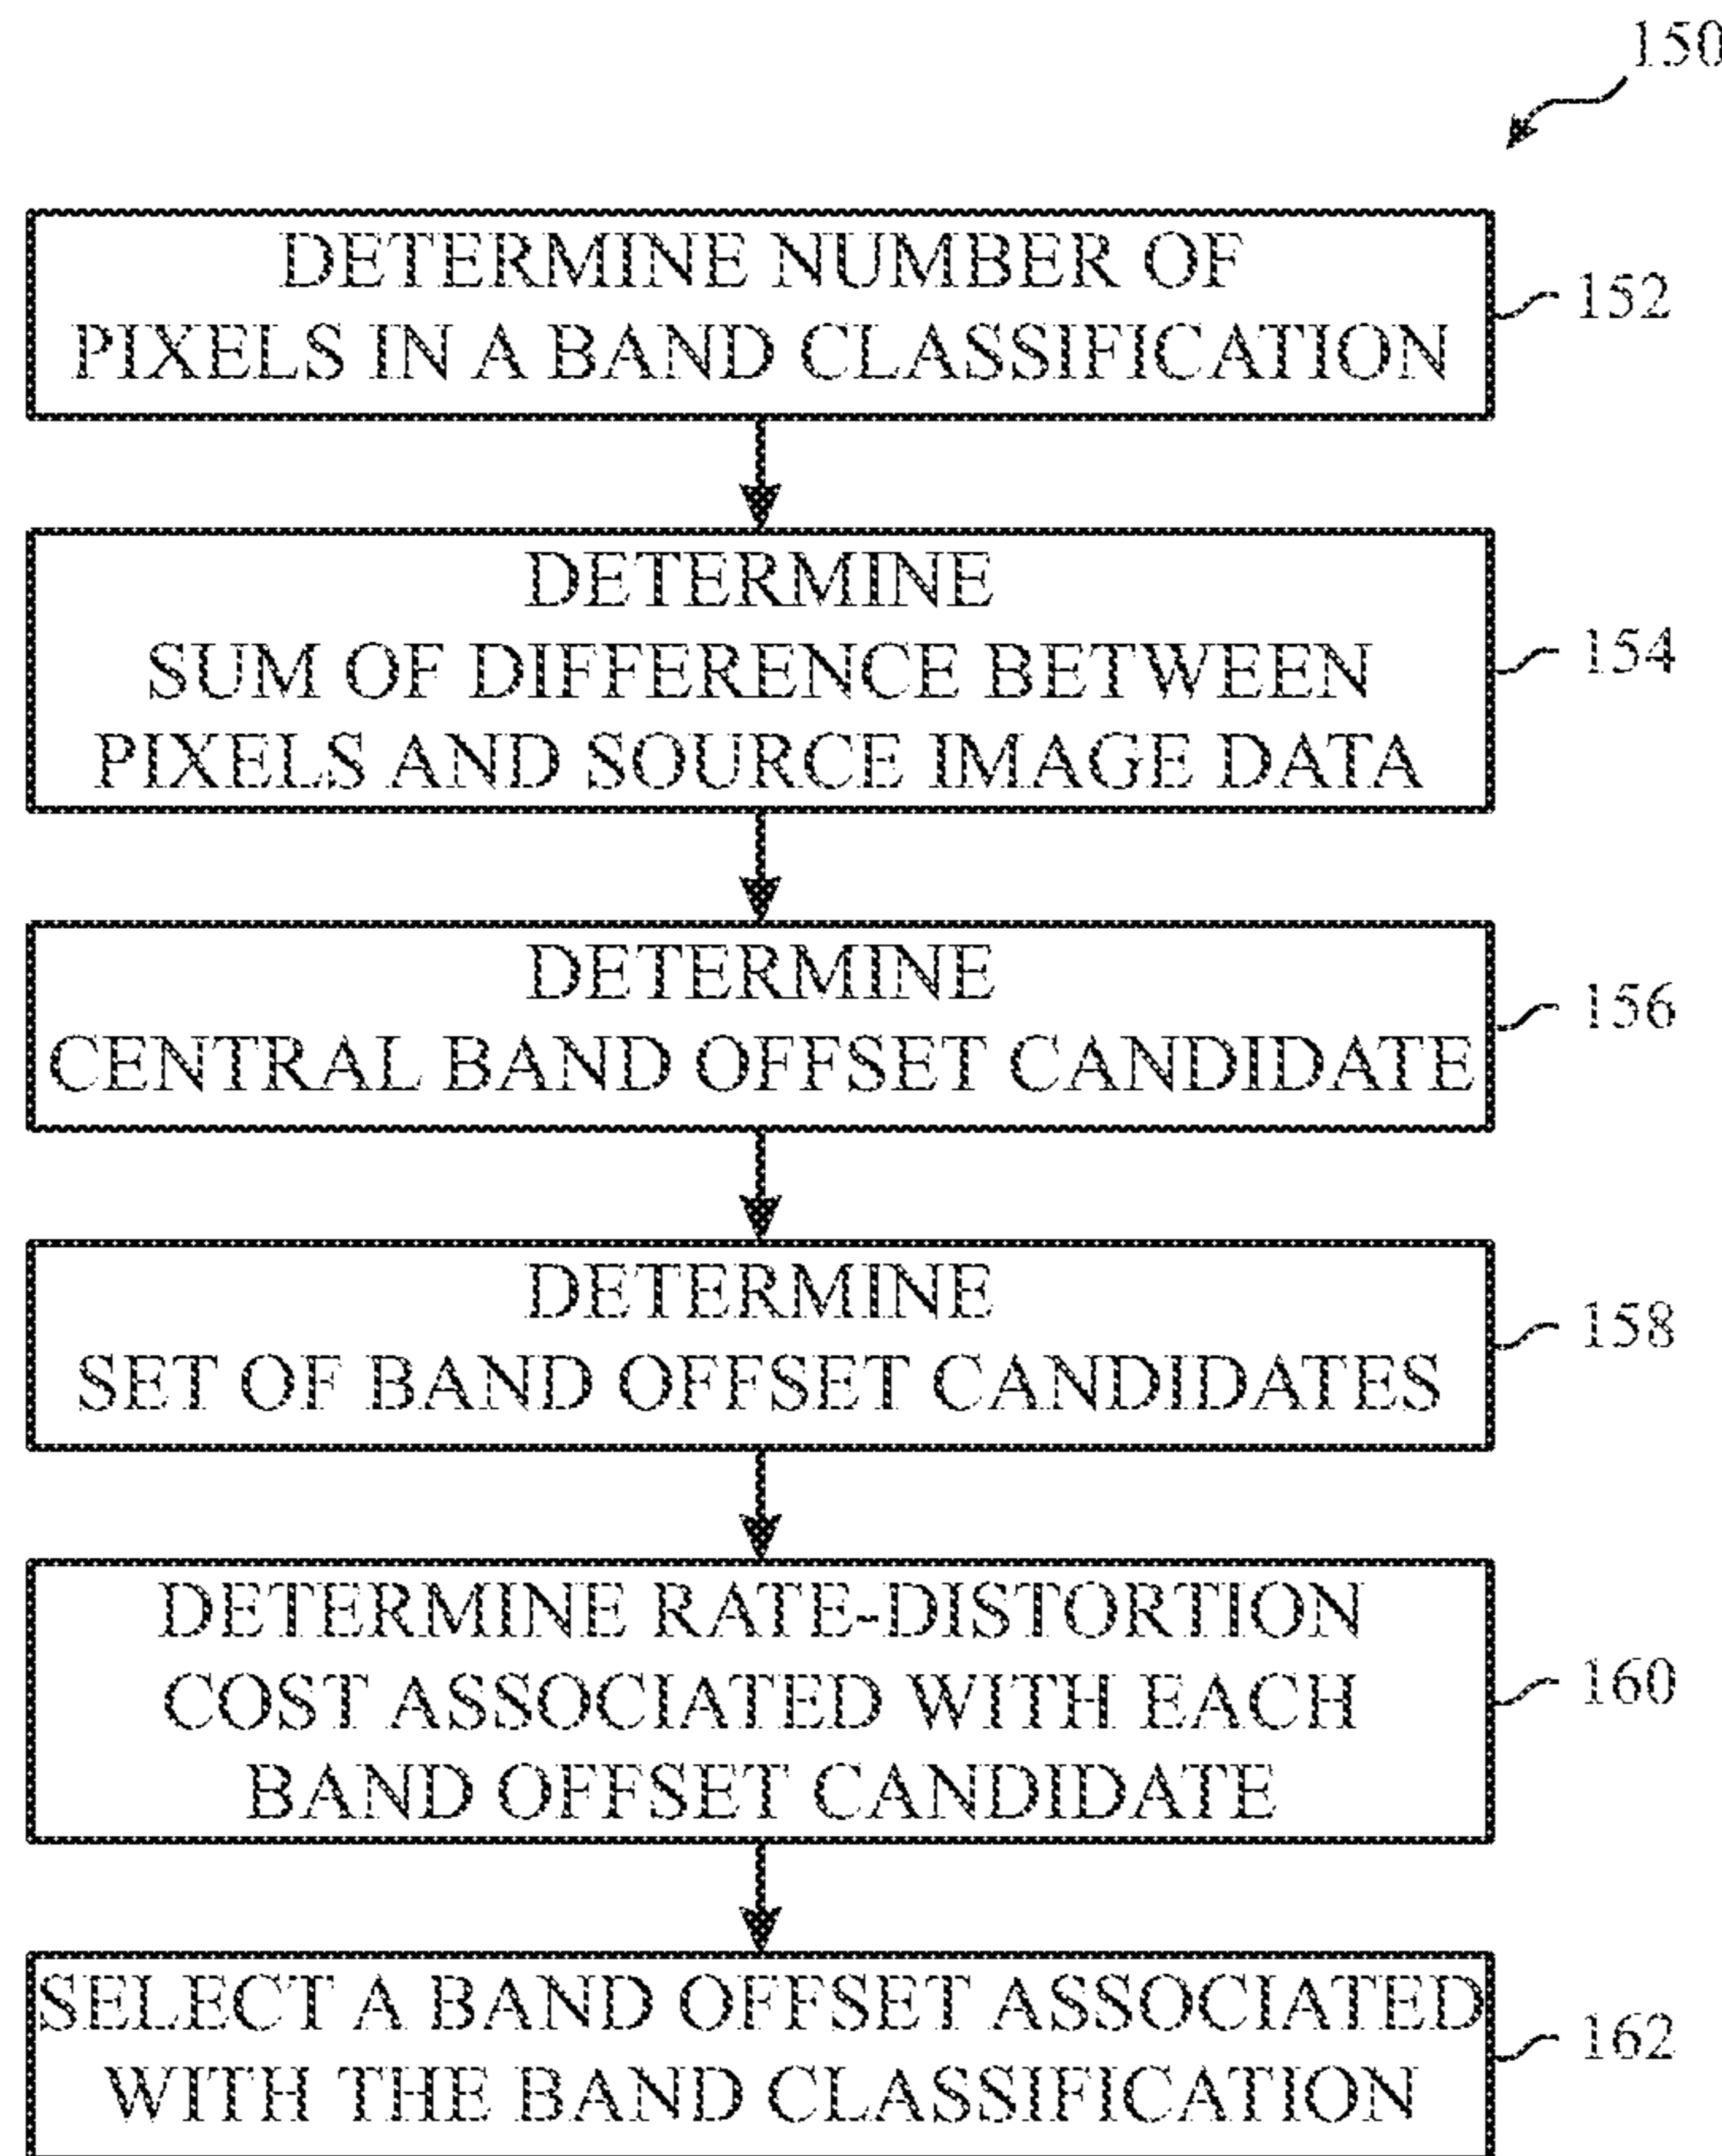 150
DETERMINE NUMBER OF
PIXELS IN A BAND CLASSIFICATION
152
DETERMINE
SUM OF DIFFERENCE BETWEEN
PIXELS AND SOURCE IMAGE DATA
154
DETERMINE
CENTRAL BAND OFFSET CANDIDATE
156
DETERMINE
SET OF BAND OFFSET CANDIDATES
158
DETERMINE RATE-DISTORTION
COST ASSOCIATED WITH EACH
BAND OFFSET CANDIDATE
160
SELECT A BAND OFFSET ASSOCIATED
WITH THE BAND CLASSIFICATION
162